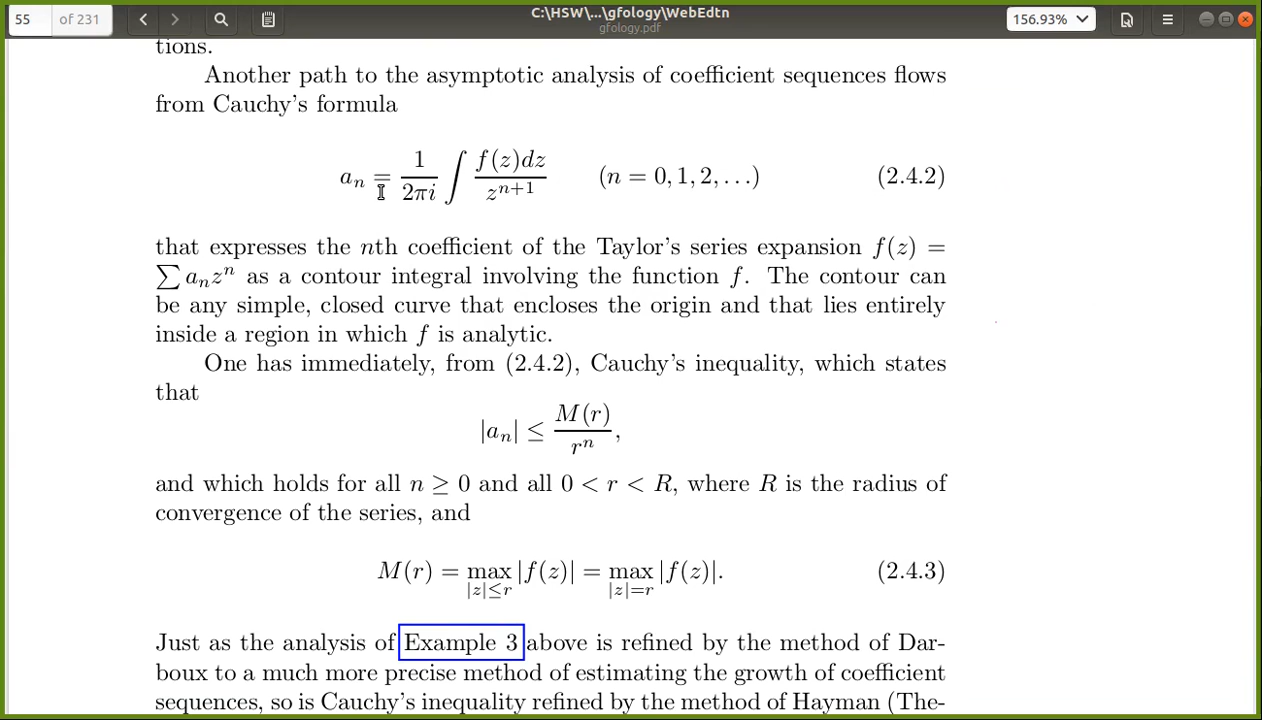 55 of 231 C:\HSW\...\gfology\WebEdtn 156.93%
gfology.pdf
tions.
Another path to the asymptotic analysis of coefficient sequences flows
from Cauchy's formula
aₙ = 1/2πi ∫ f(z)dz/zⁿ⁺¹ (n = 0, 1, 2, . . .) (2.4.2)
that expresses the nth coefficient of the Taylor's series expansion f(z) =
∑ aₙzⁿ as a contour integral involving the function f. The contour can
be any simple, closed curve that encloses the origin and that lies entirely
inside a region in which f is analytic.
One has immediately, from (2.4.2), Cauchy's inequality, which states
that
|aₙ| ≤ M(r)/rⁿ,
and which holds for all n ≥ 0 and all 0 < r < R, where R is the radius of
convergence of the series, and
M(r) = max|z|≤r |f(z)| = max|z|=r |f(z)|. (2.4.3)
Just as the analysis of Example 3 above is refined by the method of Dar-
boux to a much more precise method of estimating the growth of coefficient
sequences, so is Cauchy's inequality refined by the method of Hayman (The-